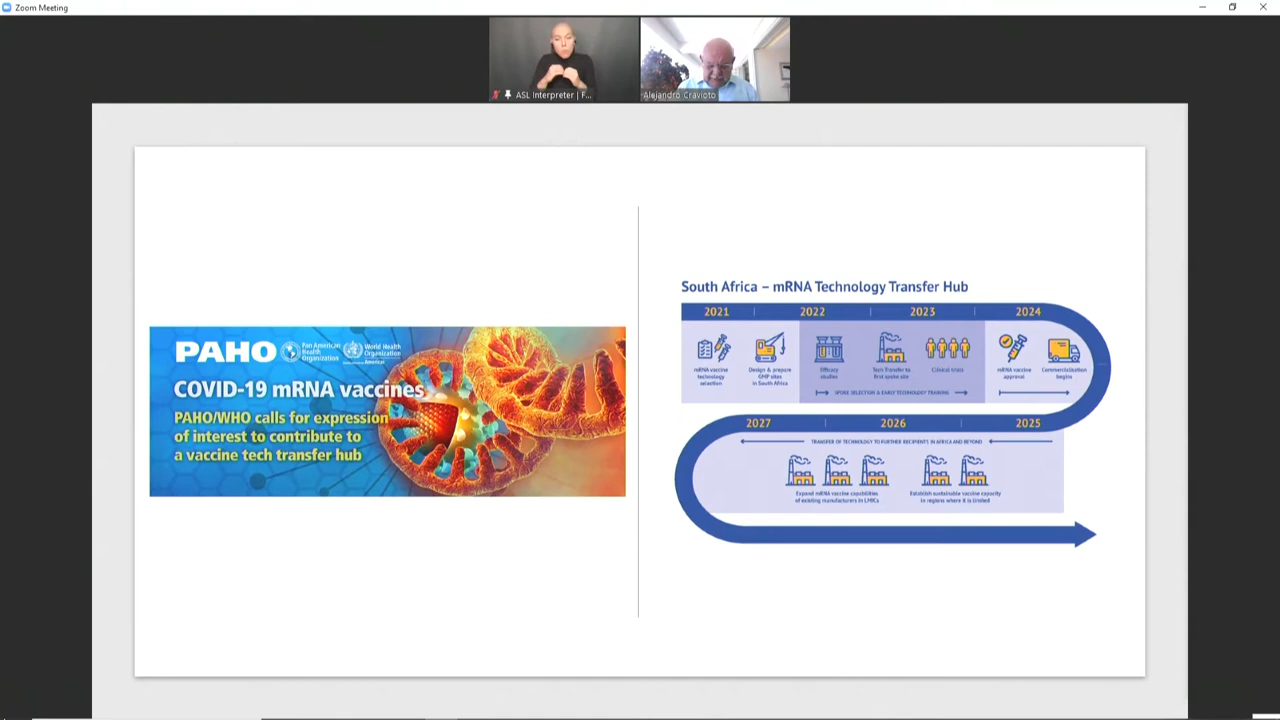 Zoom Meeting
ASL Interpreter | F...
Alejandro Cravioto
PAHO
Pan American
Health
Organization
World Health
Organization
Americas
COVID-19 mRNA vaccines
PAHO/WHO calls for expression
of interest to contribute to
a vaccine tech transfer hub
South Africa – mRNA Technology Transfer Hub
2021
2022
2023
2024
mRNA vaccine
technology
selection
Design & prepare
GMP sites
in South Africa
Efficacy
studies
Tech Transfer to
first spoke site
Clinical trials
mRNA vaccine
approval
Commercialization
begins
SPOKE SELECTION & EARLY TECHNOLOGY TRAINING
2027
2026
2025
TRANSFER OF TECHNOLOGY TO FURTHER RECIPIENTS IN AFRICA AND BEYOND
Expand mRNA vaccine capabilities
of existing manufacturers in LMICs
Establish sustainable vaccine capacity
in regions where it is limited